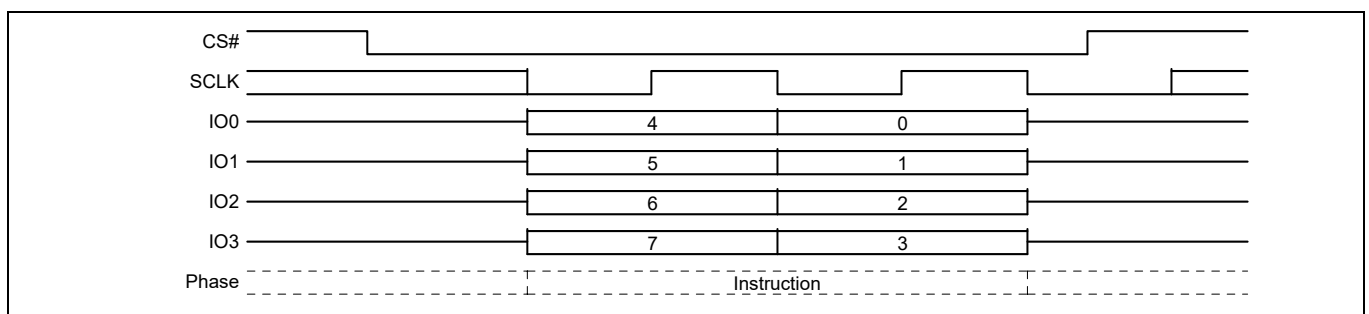 CS#
SCLK
IO0 4 0
IO1 5 1
IO2 6 2
IO3 7 3
Phase Instruction